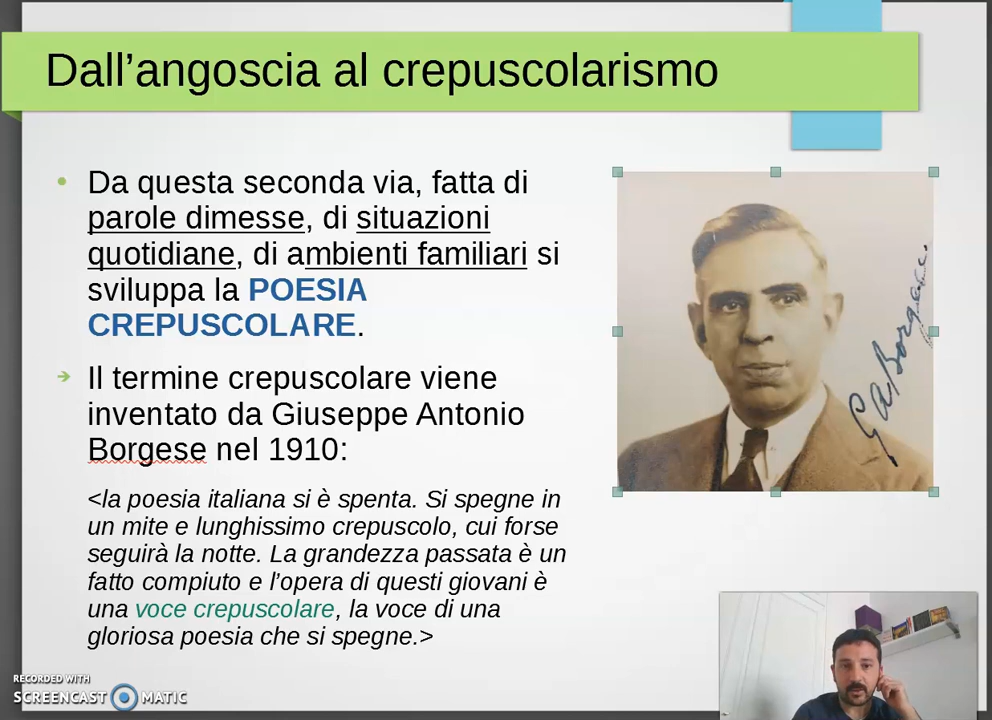 Dall’angoscia al crepuscolarismo
Da questa seconda via, fatta di
parole dimesse, di situazioni
quotidiane, di ambienti familiari si
sviluppa la POESIA
CREPUSCOLARE.
Il termine crepuscolare viene
inventato da Giuseppe Antonio
Borgese nel 1910:
<la poesia italiana si è spenta. Si spegne in
un mite e lunghissimo crepuscolo, cui forse
seguirà la notte. La grandezza passata è un
fatto compiuto e l’opera di questi giovani è
una voce crepuscolare, la voce di una
gloriosa poesia che si spegne.>
G A Borgese
RECORDED WITH
SCREENCAST MATIC